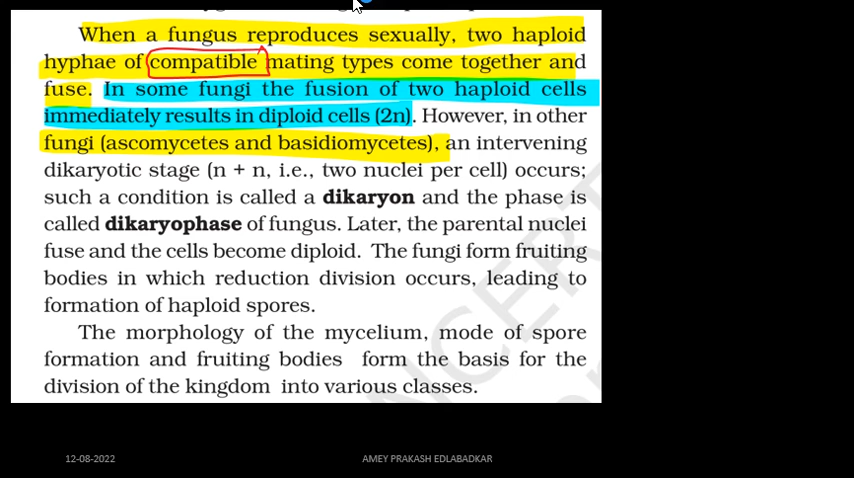 When a fungus reproduces sexually, two haploid
hyphae of compatible mating types come together and
fuse. In some fungi the fusion of two haploid cells
immediately results in diploid cells (2n). However, in other
fungi (ascomycetes and basidiomycetes), an intervening
dikaryotic stage (n + n, i.e., two nuclei per cell) occurs;
such a condition is called a dikaryon and the phase is
called dikaryophase of fungus. Later, the parental nuclei
fuse and the cells become diploid. The fungi form fruiting
bodies in which reduction division occurs, leading to
formation of haploid spores.
The morphology of the mycelium, mode of spore
formation and fruiting bodies form the basis for the
division of the kingdom into various classes.
NCERT
12-08-2022
AMEY PRAKASH EDLABADKAR